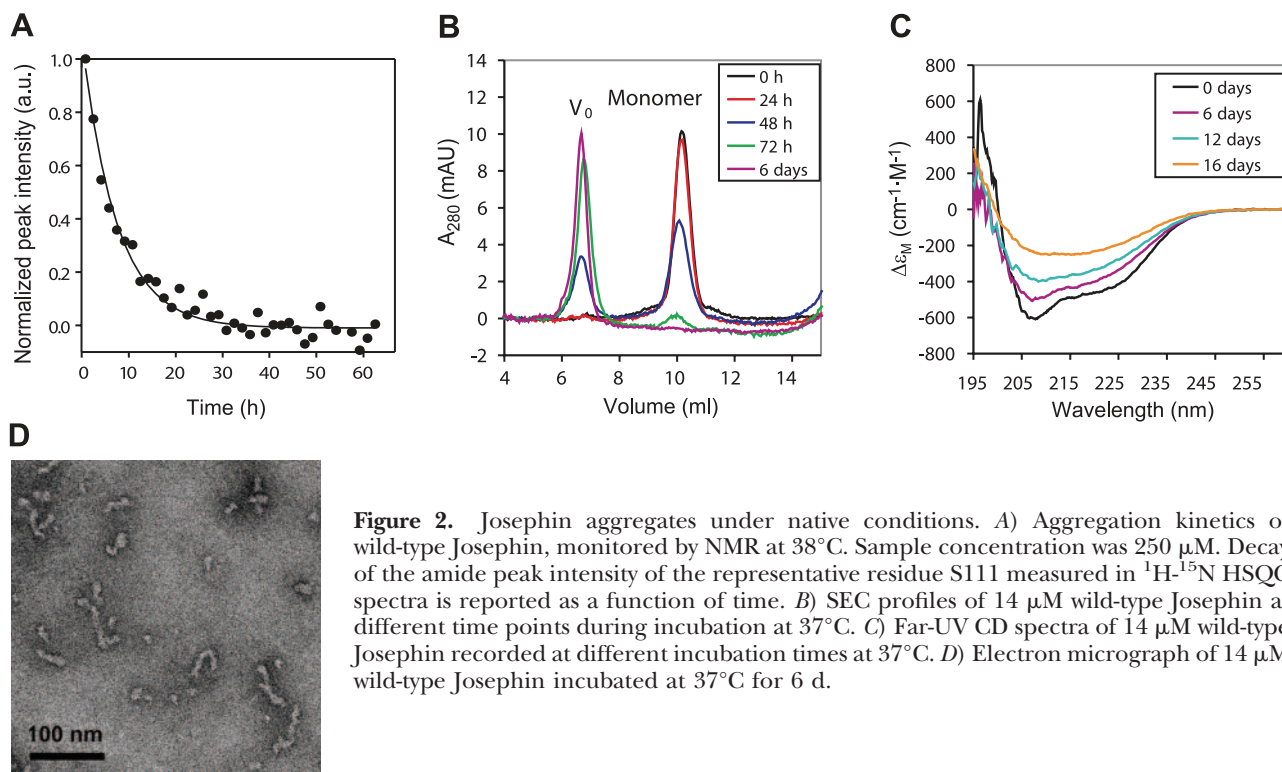 A
Normalized peak intensity (a.u.)
1.0
0.8
0.6
0.4
0.2
0.0
0 10 20 30 40 50 60
Time (h)
B
A280 (mAU)
14
12
10
8
6
4
2
0
-2
V0
Monomer
0 h
24 h
48 h
72 h
6 days
4 6 8 10 12 14
Volume (ml)
C
ΔεM (cm-1·M-1)
800
600
400
200
0
-200
-400
-600
-800
0 days
6 days
12 days
16 days
195 205 215 225 235 245 255
Wavelength (nm)
D
100 nm
Figure 2. Josephin aggregates under native conditions. A) Aggregation kinetics o
wild-type Josephin, monitored by NMR at 38°C. Sample concentration was 250 μM. Decay
of the amide peak intensity of the representative residue S111 measured in 1H-15N HSQC
spectra is reported as a function of time. B) SEC profiles of 14 μM wild-type Josephin a
different time points during incubation at 37°C. C) Far-UV CD spectra of 14 μM wild-type
Josephin recorded at different incubation times at 37°C. D) Electron micrograph of 14 μM
wild-type Josephin incubated at 37°C for 6 d.